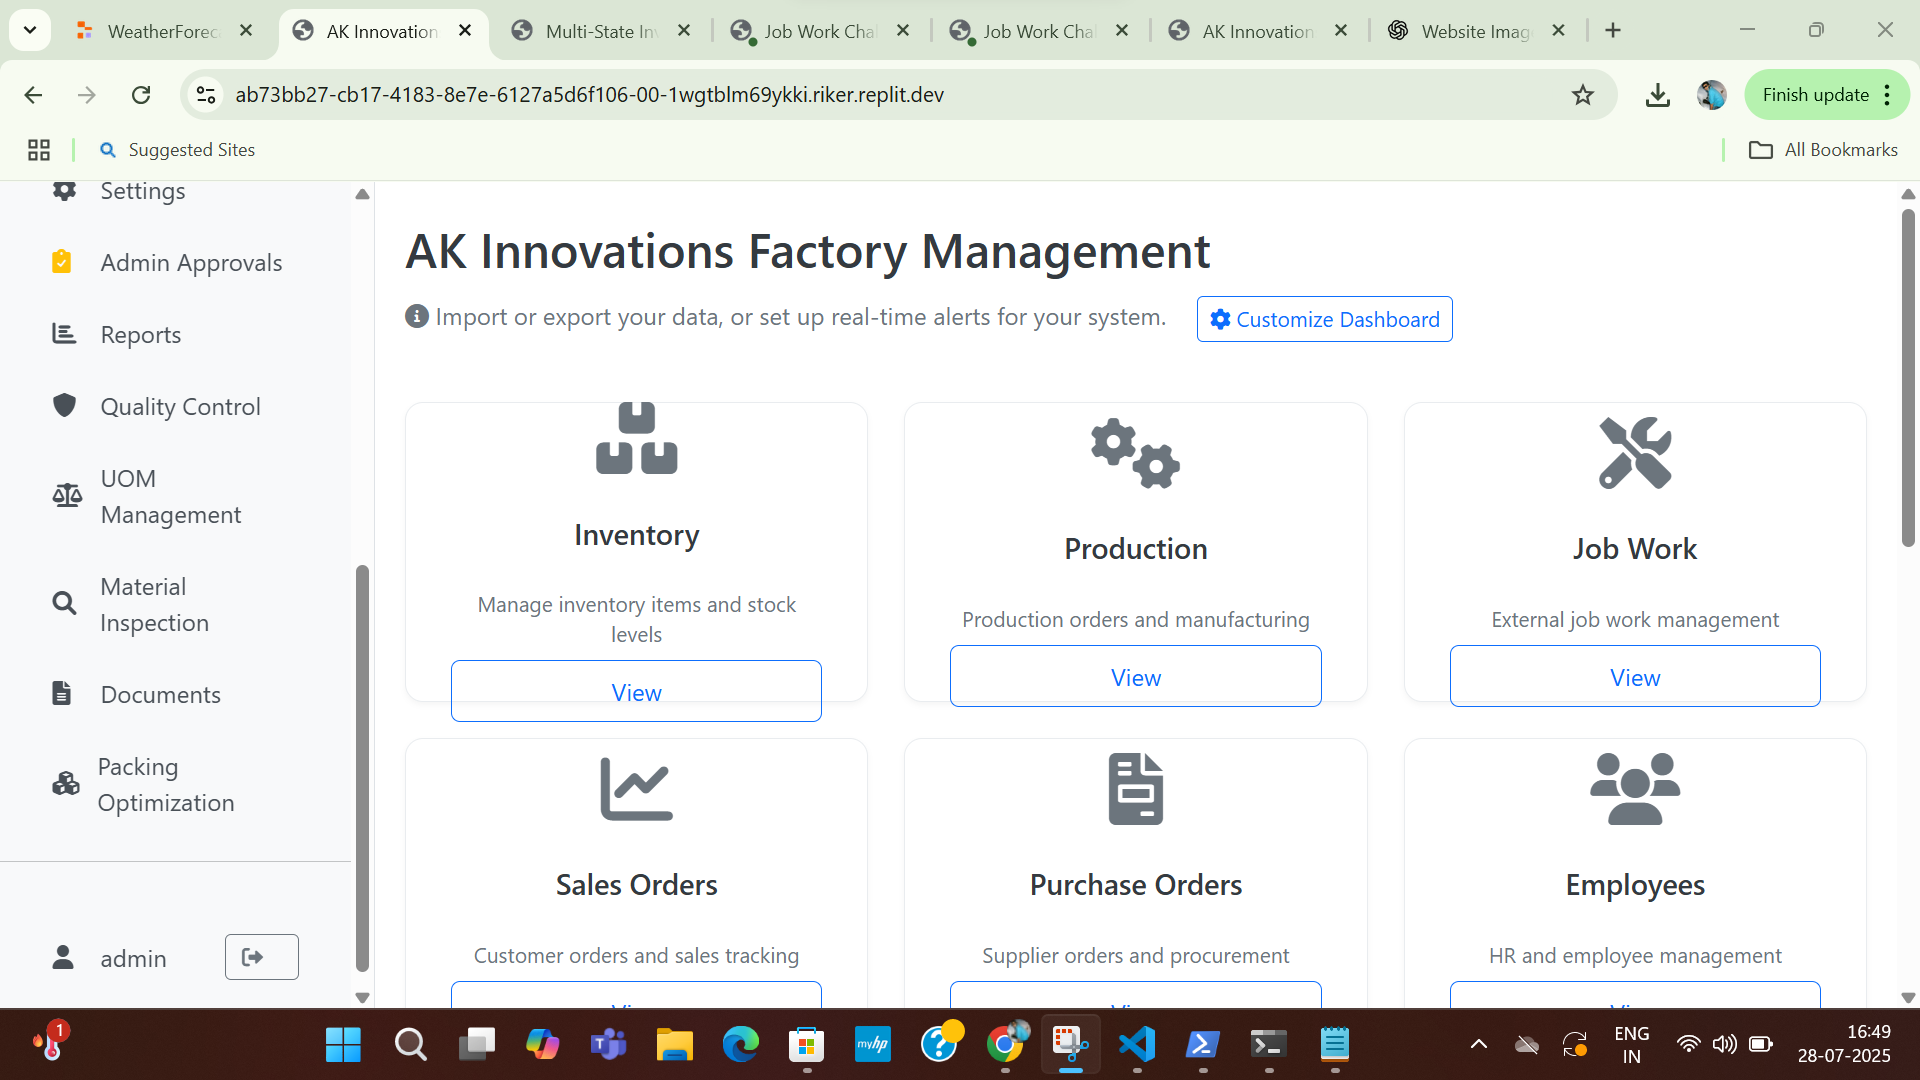 WeatherForec
AK Innovation
Multi-State In
Job Work Chal
Job Work Cha
AK Innovation
Website Imag
ab73bb27-cb17-4183-8e7e-6127a5d6f106-00-1wgtblm69ykki.riker.replit.dev
Finish update
Suggested Sites
All Bookmarks
Settings
Admin Approvals
Reports
Quality Control
UOM
Management
Material
Inspection
Documents
Packing
Optimization
admin
AK Innovations Factory Management
Import or export your data, or set up real-time alerts for your system.
Customize Dashboard
Inventory
Manage inventory items and stock
levels
View
Production
Production orders and manufacturing
View
Job Work
External job work management
View
Sales Orders
Customer orders and sales tracking
View
Purchase Orders
Supplier orders and procurement
View
Employees
HR and employee management
View
1
myhp
ENG
IN
16:49
28-07-2025